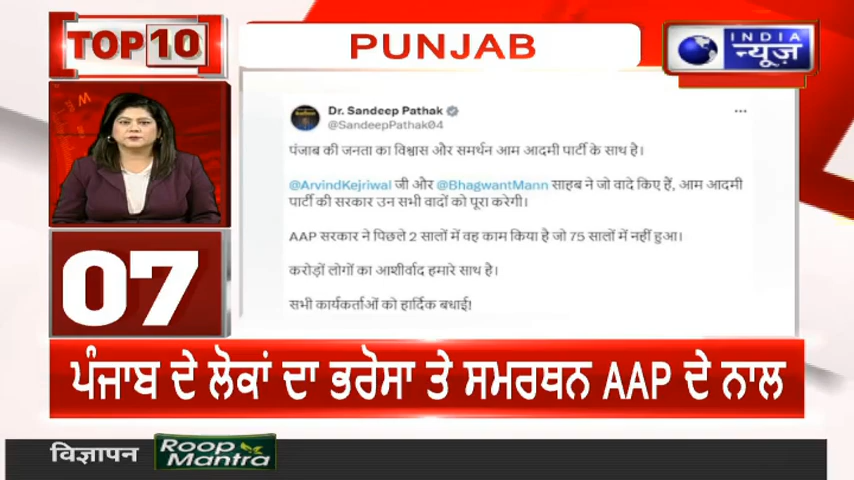 TOP 10
PUNJAB
INDIA
न्यूज़
Dr. Sandeep Pathak
@SandeepPathak04
पंजाब की जनता का विश्वास और समर्थन आम आदमी पार्टी के साथ है।
@ArvindKejriwal जी और @BhagwantMann साहब ने जो वादे किए हैं, आम आदमी
पार्टी की सरकार उन सभी वादों को पूरा करेगी।
AAP सरकार ने पिछले 2 सालों में वह काम किया है जो 75 सालों में नहीं हुआ।
करोड़ों लोगों का आशीर्वाद हमारे साथ है।
सभी कार्यकर्ताओं को हार्दिक बधाई!
07
ਪੰਜਾਬ ਦੇ ਲੋਕਾਂ ਦਾ ਭਰੋਸਾ ਤੇ ਸਮਰਥਨ AAP ਦੇ ਨਾਲ
विज्ञापन
Roop
Mantra